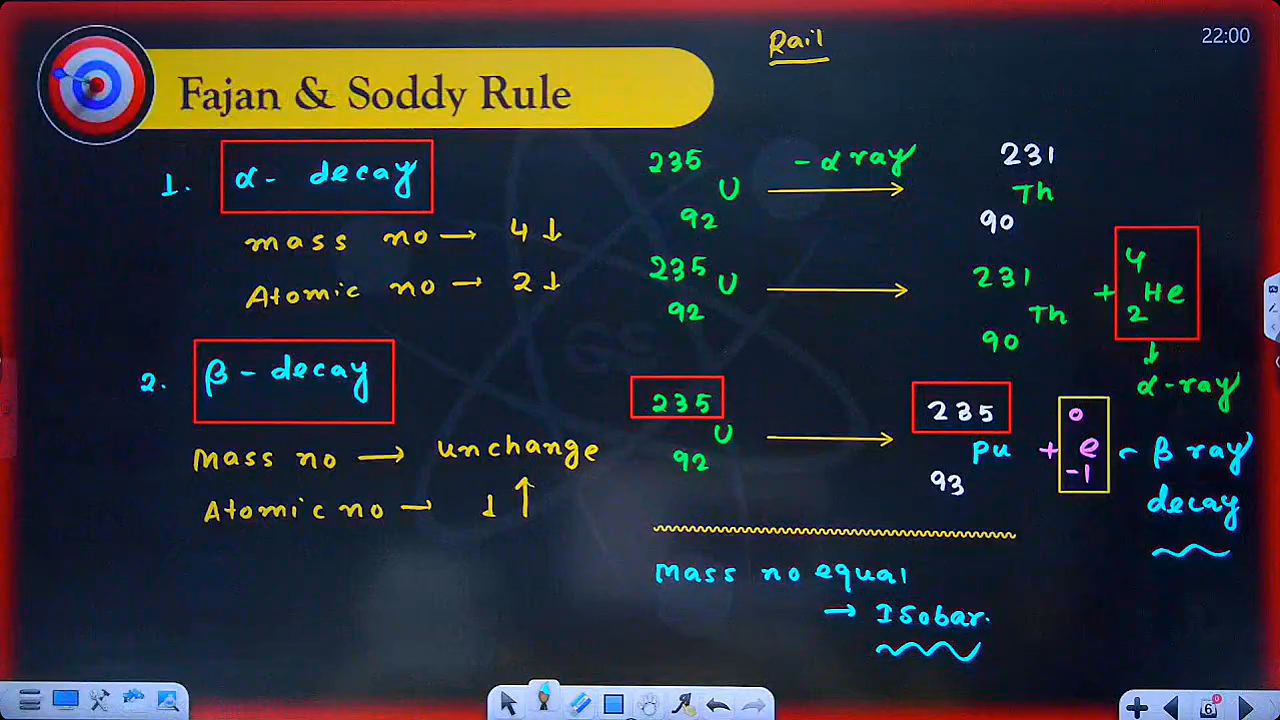 Rail
22:00
Fajan & Soddy Rule
1. α- decay
mass no → 4 ↓
Atomic no → 2 ↓
235 U 92 - α ray → 231 Th 90
235 U 92 → 231 Th 90 + 4 He 2
↓
α-ray
2. β-decay
Mass no → unchange
Atomic no → 1 ↑
235 U 92 → 235 Pu 93 + 0 e -1 - β ray
decay
Mass no equal
→ Isobar.
6